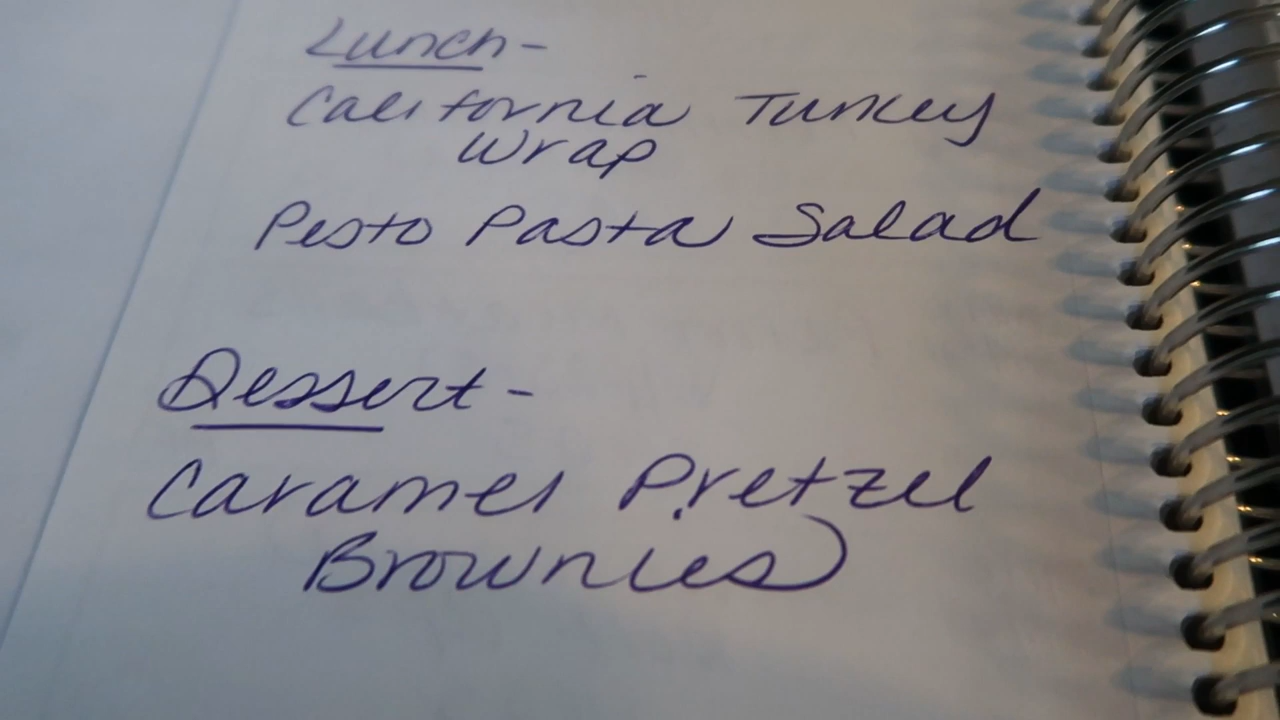 Lunch-
California Turkey
Wrap
Pesto Pasta Salad
Dessert-
Caramel Pretzel
Brownies